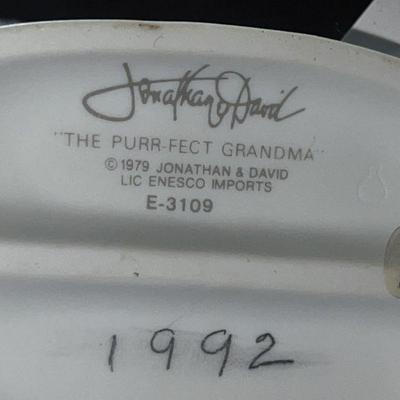 Jonathan & David
"THE PURR-FECT GRANDMA"
© 1979 JONATHAN & DAVID
LIC ENESCO IMPORTS
E-3109
1992